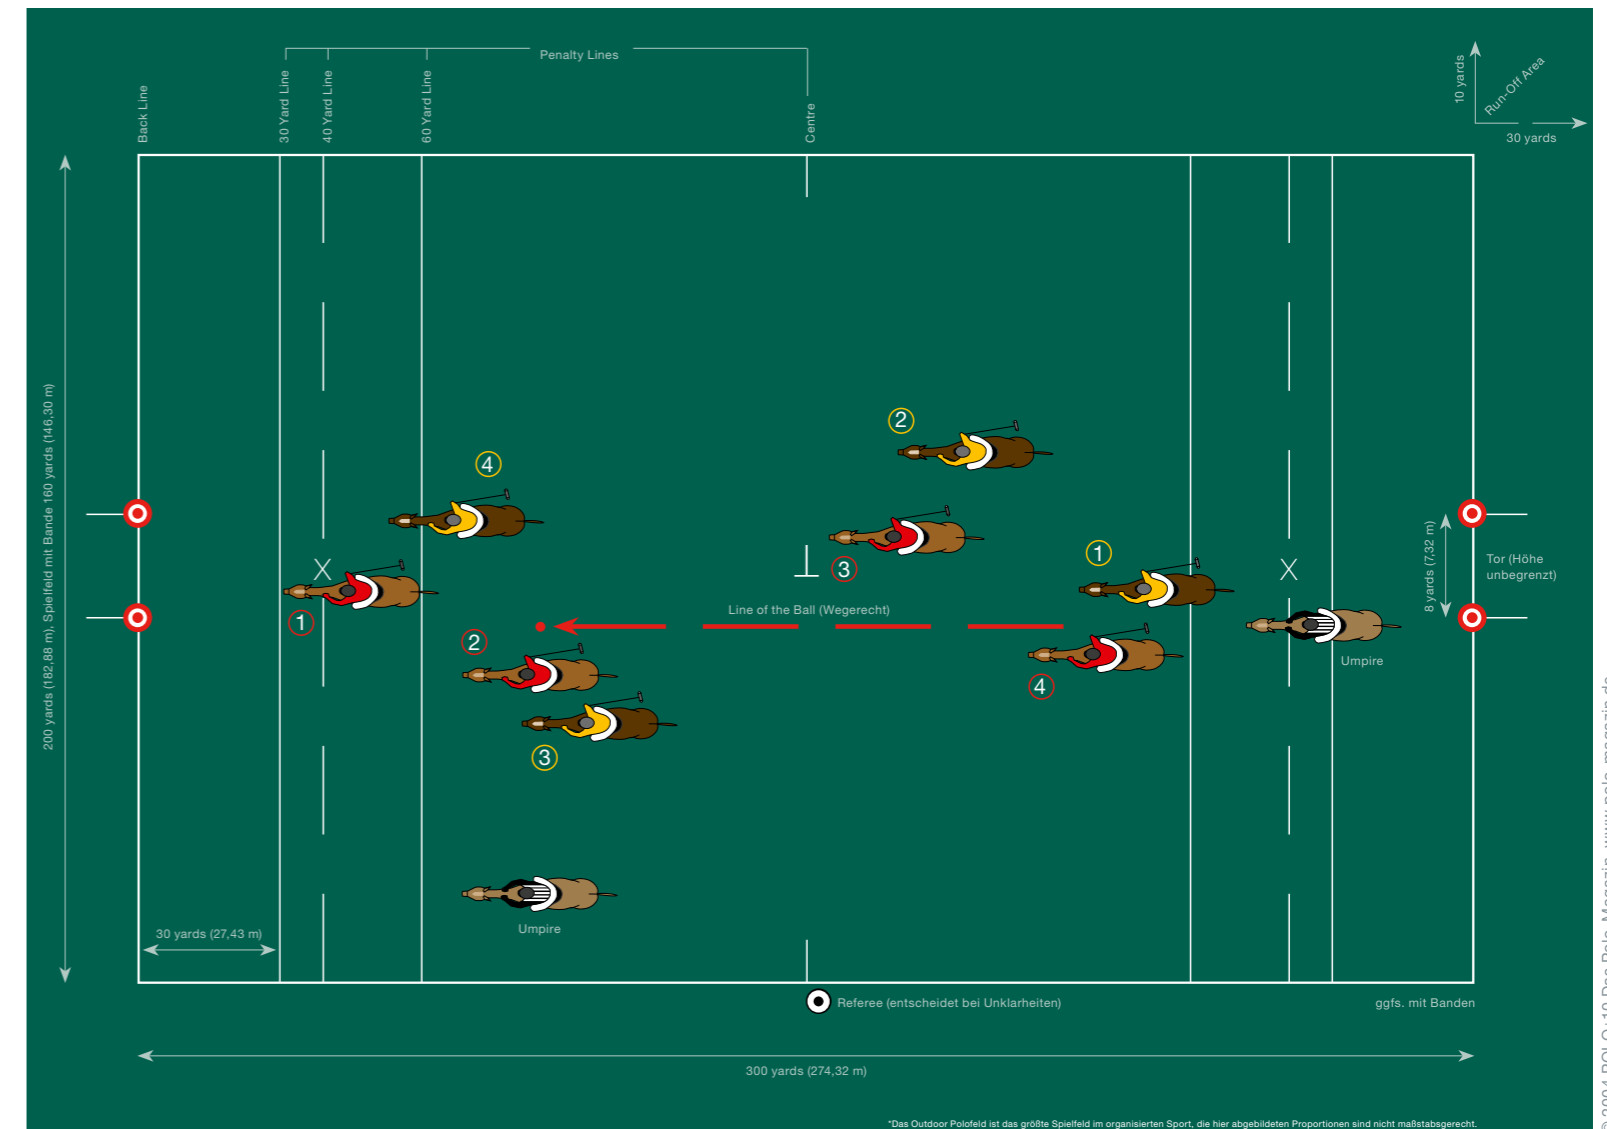 Penalty Lines
Back Line
30 Yard Line
40 Yard Line
60 Yard Line
Centre
10 yards
Run-Off Area
30 yards
200 yards (182,88 m), Spielfeld mit Bande 160 yards (146,30 m)
2
4
3
1
1
Line of the Ball (Wegerecht)
2
4
3
8 yards (7,32 m)
Tor (Höhe
unbegrenzt)
Umpire
Umpire
30 yards (27,43 m)
Referee (entscheidet bei Unklarheiten)
ggfs. mit Banden
300 yards (274,32 m)
*Das Outdoor Polofeld ist das größte Spielfeld im organisierten Sport, die hier abgebildeten Proportionen sind nicht maßstabsgerecht.